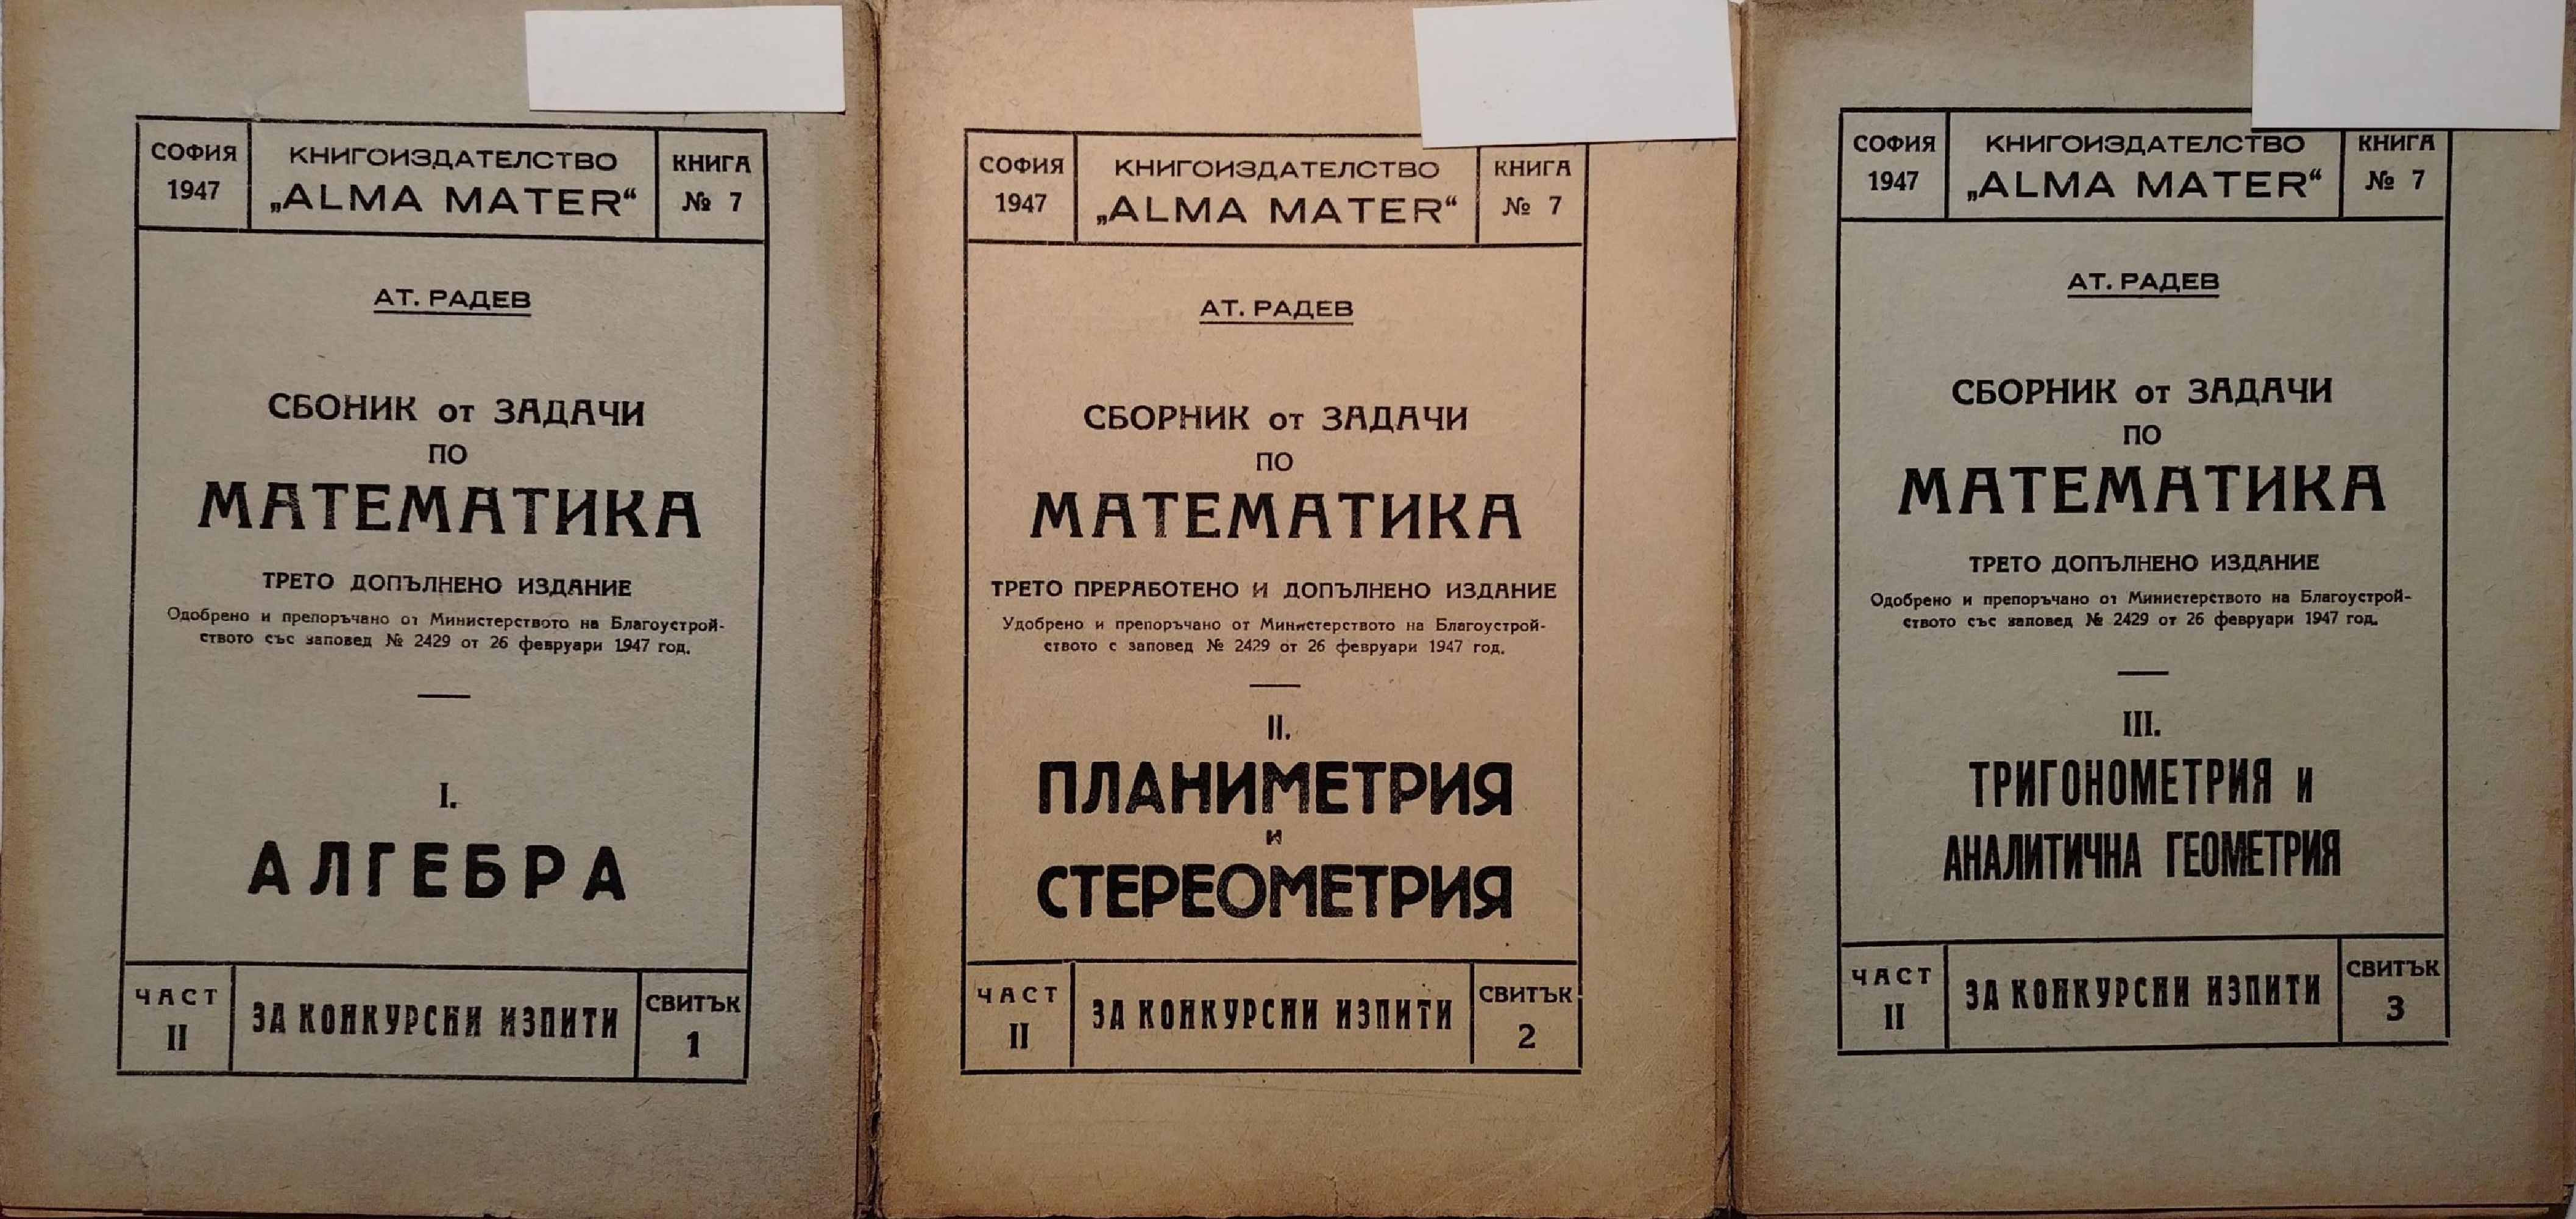 СОФИЯ
1947
КНИГОИЗДАТЕЛСТВО
„ALMA MATER“
КНИГА
№ 7
АТ. РАДЕВ
СБОНИК от ЗАДАЧИ
ПО
МАТЕМАТИКА
ТРЕТО ДОПЪЛНЕНО ИЗДАНИЕ
Одобрено и препоръчано от Министерството на Благоустрой-
ството със заповед № 2429 от 26 февруари 1947 год.
I.
АЛГЕБРА
ЧАСТ
II
ЗА КОНКУРСНИ ИЗПИТИ
СВИТЪК
1
СОФИЯ
1947
КНИГОИЗДАТЕЛСТВО
„ALMA MATER“
КНИГА
№ 7
АТ. РАДЕВ
СБОРНИК от ЗАДАЧИ
ПО
МАТЕМАТИКА
ТРЕТО ПРЕРАБОТЕНО И ДОПЪЛНЕНО ИЗДАНИЕ
Удобрено и препоръчано от Министерството на Благоустрой-
ството с заповед № 2429 от 26 февруари 1947 год.
II.
ПЛАНИМЕТРИЯ
и
СТЕРЕОМЕТРИЯ
ЧАСТ
II
ЗА КОНКУРСНИ ИЗПИТИ
СВИТЪК
2
СОФИЯ
1947
КНИГОИЗДАТЕЛСТВО
„ALMA MATER“
КНИГА
№ 7
АТ. РАДЕВ
СБОРНИК от ЗАДАЧИ
ПО
МАТЕМАТИКА
ТРЕТО ДОПЪЛНЕНО ИЗДАНИЕ
Одобрено и препоръчано от Министерството на Благоустрой-
ството със заповед № 2429 от 26 февруари 1947 год.
III.
ТРИГОНОМЕТРИЯ и
АНАЛИТИЧНА ГЕОМЕТРИЯ
ЧАСТ
II
ЗА КОНКУРСНИ ИЗПИТИ
СВИТЪК
3